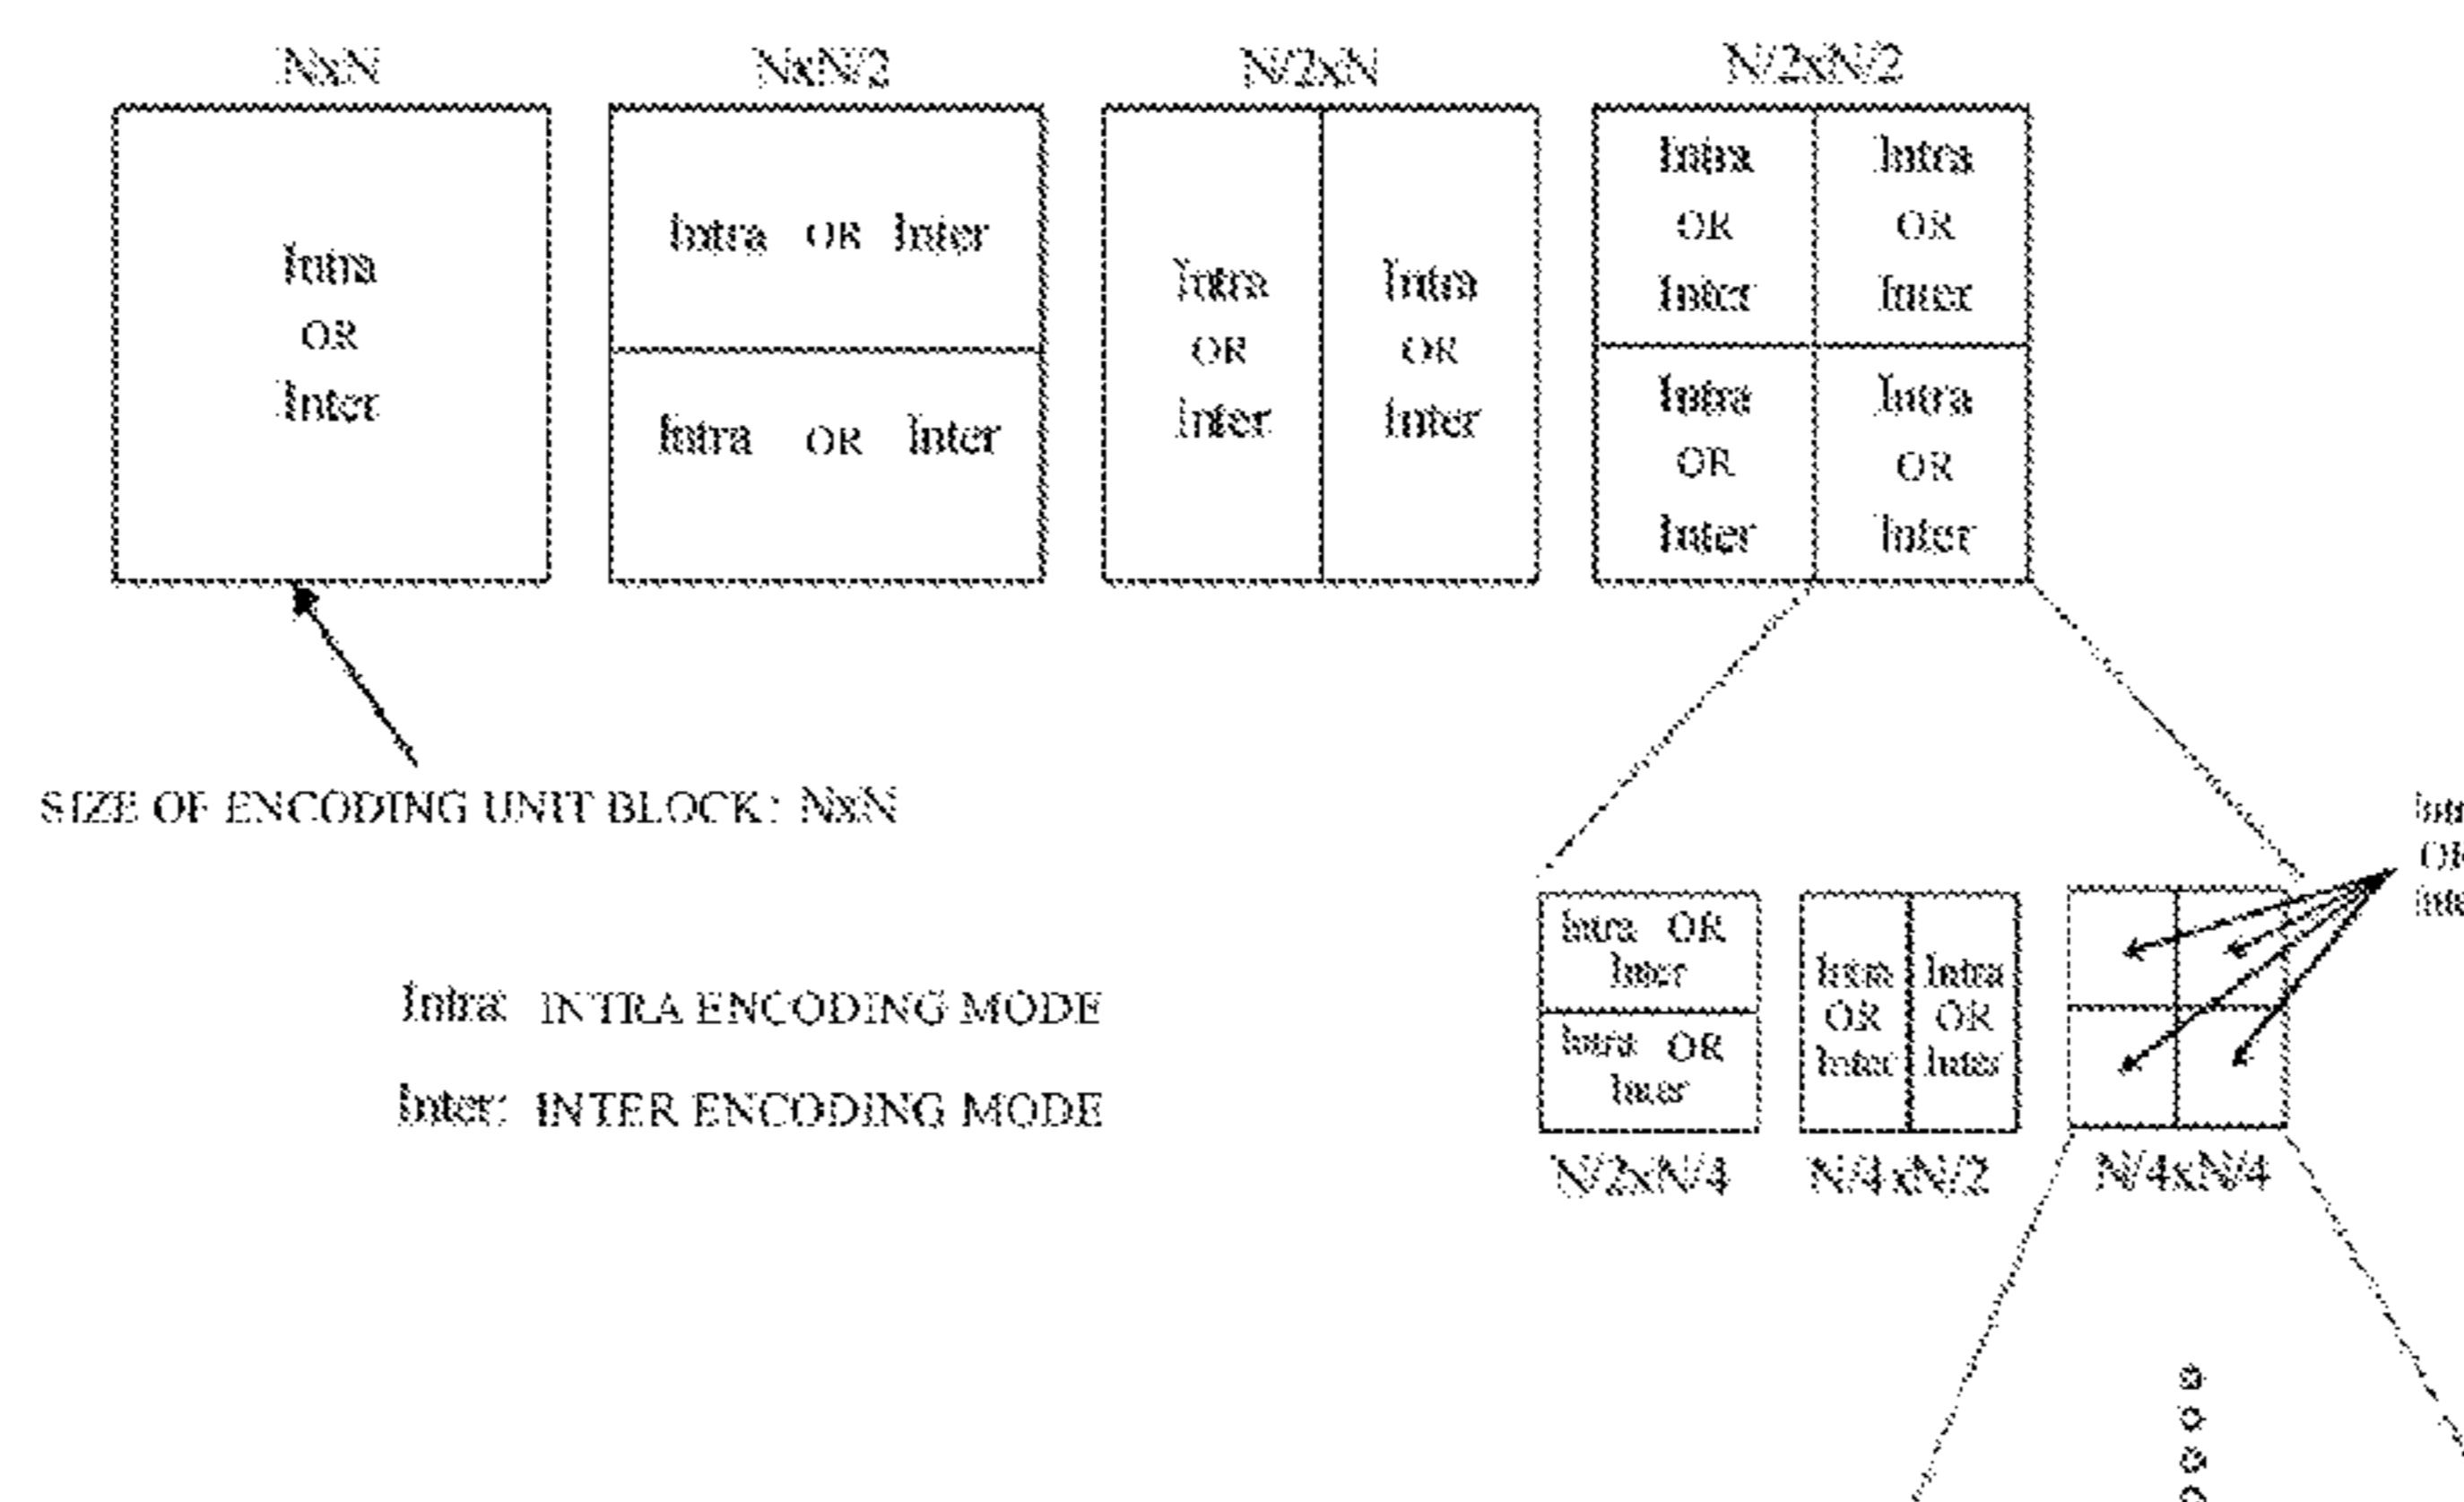 NxN
NxN/2
N/2xN
N/2xN/2
Intra
OR
Inter
Intra OR Inter
Intra OR Inter
Intra
OR
Inter
Intra
OR
Inter
Intra
OR
Inter
Intra
OR
Inter
Intra
OR
Inter
Intra
OR
Inter
SIZE OF ENCODING UNIT BLOCK: NxN
Intra: INTRA ENCODING MODE
Inter: INTER ENCODING MODE
Intra OR
Inter
Intra OR
Inter
Intra
OR
Inter
Intra
OR
Inter
N/2xN/4
N/4xN/2
N/4xN/4